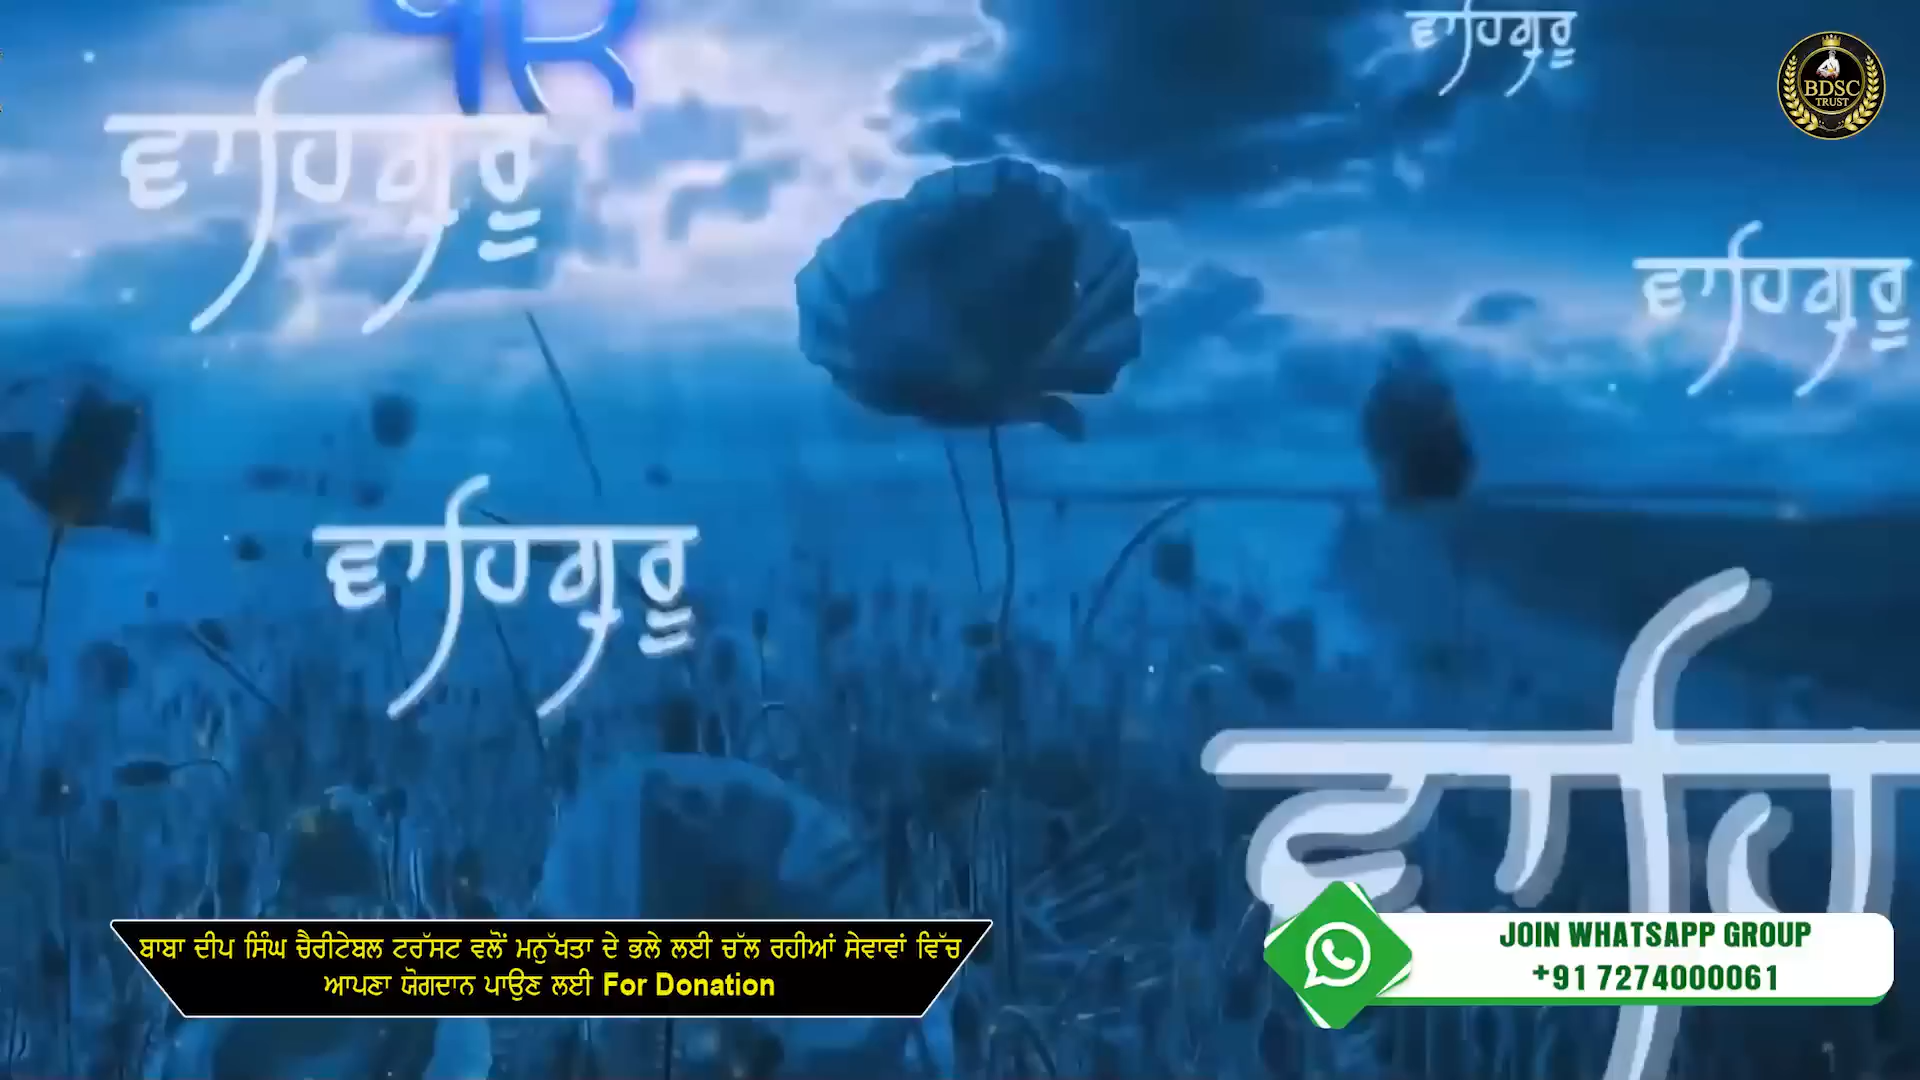 ਵਾਹਿਗੁਰੂ
BDSC
TRUST
ਵਾਹਿਗੁਰੂ
ਵਾਹਿਗੁਰੂ
ਵਾਹਿਗੁਰੂ
ਵਾਹਿ
ਬਾਬਾ ਦੀਪ ਸਿੰਘ ਚੈਰੀਟੇਬਲ ਟਰੱਸਟ ਵਲੋਂ ਮਨੁੱਖਤਾ ਦੇ ਭਲੇ ਲਈ ਚੱਲ ਰਹੀਆਂ ਸੇਵਾਵਾਂ ਵਿੱਚ
ਆਪਣਾ ਯੋਗਦਾਨ ਪਾਉਣ ਲਈ For Donation
JOIN WHATSAPP GROUP
+91 7274000061